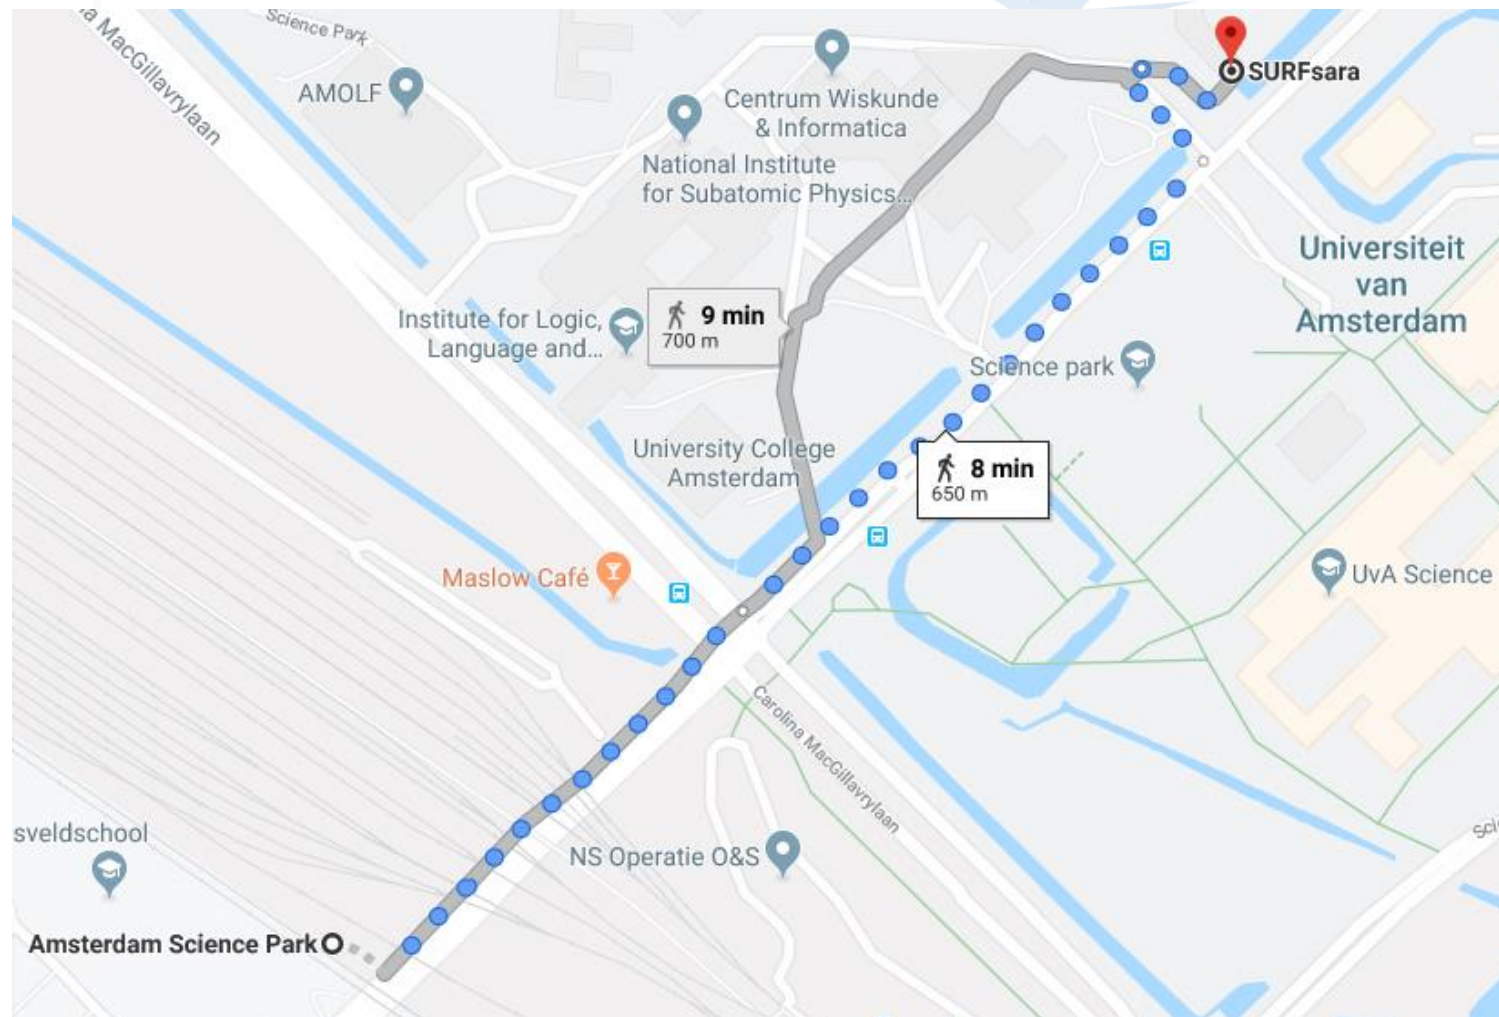 na MacGillavrylaan
Science Park
AMOLF
Centrum Wiskunde
& Informatica
SURFsara
National Institute
for Subatomic Physics...
Universiteit
van
Amsterdam
Institute for Logic,
Language and...
9 min
700 m
Science park
University College
Amsterdam
8 min
650 m
Maslow Café
UvA Science
Carolina MacGillavrylaan
sveldschool
NS Operatie O&S
Scie
Amsterdam Science Park